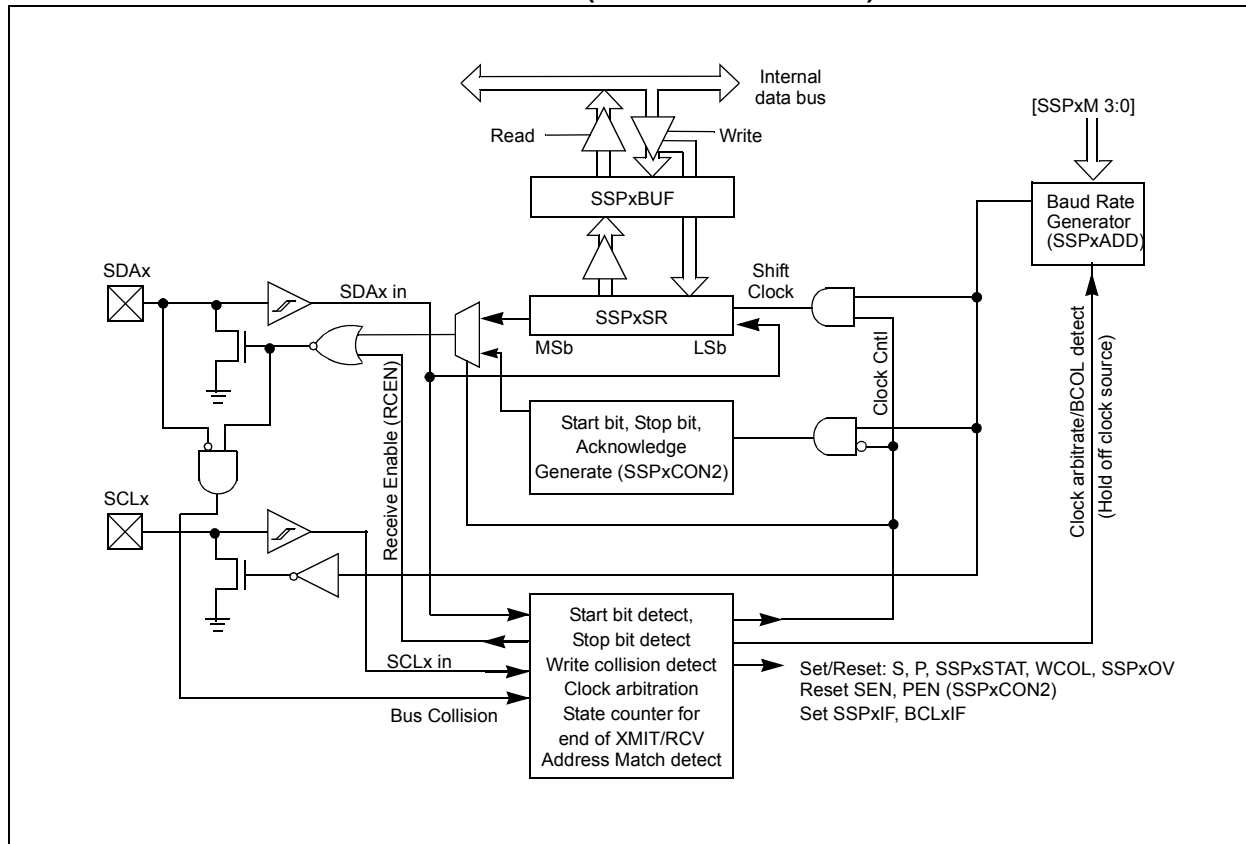 Internal
data bus
[SSPxM 3:0]
Read
Write
SSPxBUF
Baud Rate
Generator
(SSPxADD)
SDAx
SDAx in
Shift
Clock
SSPxSR
MSb
LSb
Start bit, Stop bit,
Acknowledge
Generate (SSPxCON2)
Clock Cntl
Clock arbitrate/BCOL detect
(Hold off clock source)
Receive Enable (RCEN)
SCLx
SCLx in
Bus Collision
Start bit detect,
Stop bit detect
Write collision detect
Clock arbitration
State counter for
end of XMIT/RCV
Address Match detect
Set/Reset: S, P, SSPxSTAT, WCOL, SSPxOV
Reset SEN, PEN (SSPxCON2)
Set SSPxIF, BCLxIF